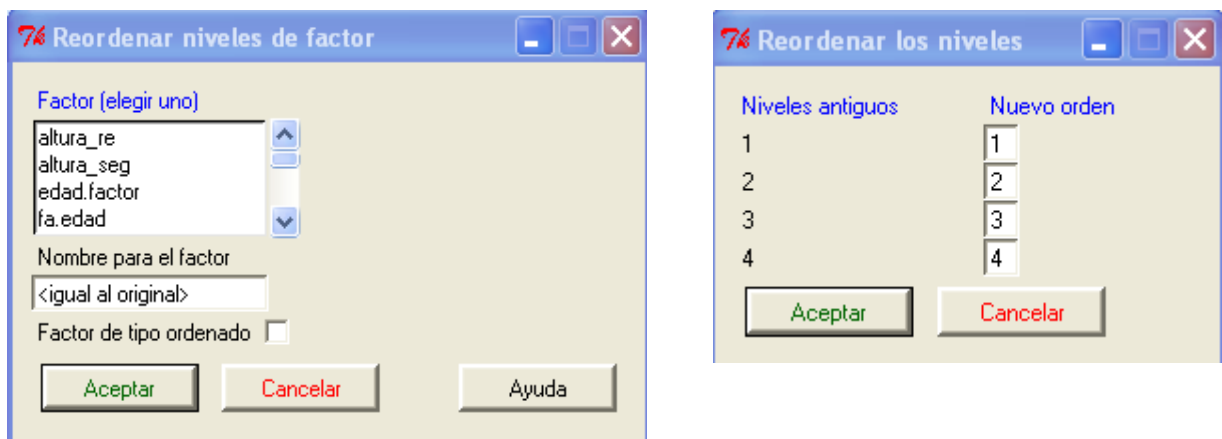 Reordenar niveles de factor
Factor (elegir uno)
altura_re
altura_seg
edad.factor
fa.edad
Nombre para el factor
<igual al original>
Factor de tipo ordenado
Aceptar Cancelar Ayuda
Reordenar los niveles
Niveles antiguos Nuevo orden
1 1
2 2
3 3
4 4
Aceptar Cancelar